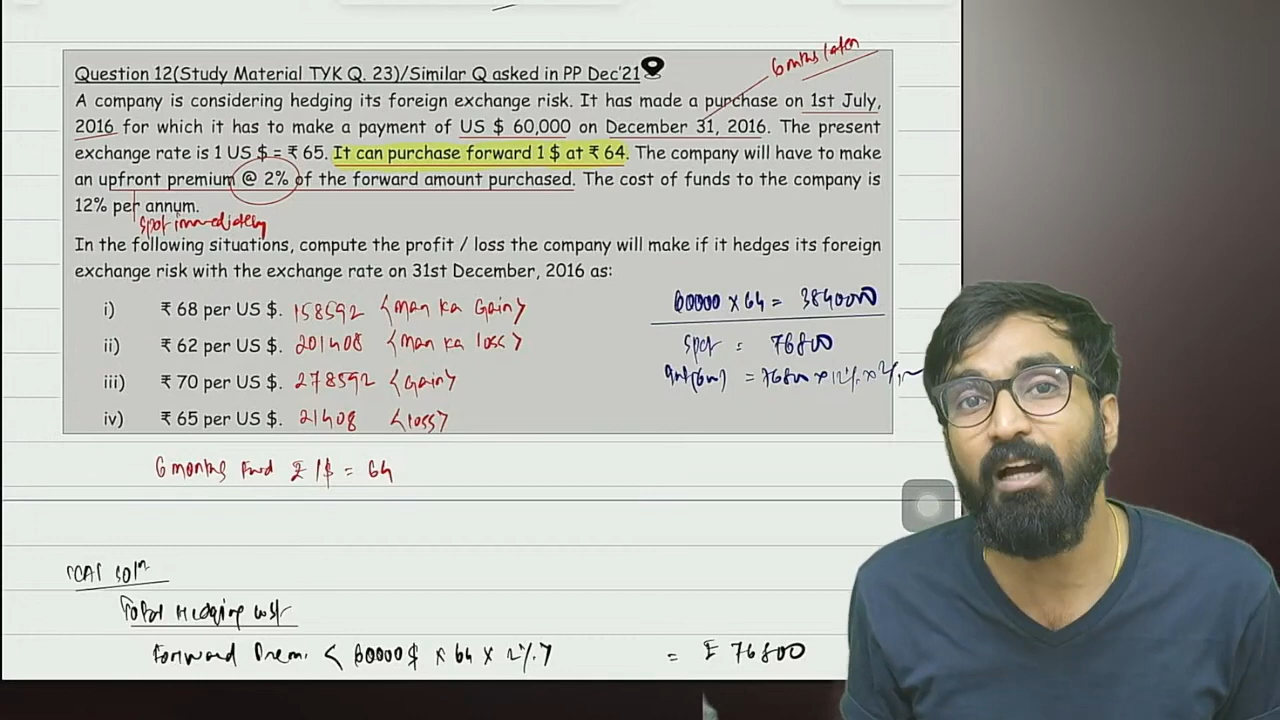 6 mnths later
Question 12(Study Material TYK Q. 23)/Similar Q asked in PP Dec'21
A company is considering hedging its foreign exchange risk. It has made a purchase on 1st July,
2016 for which it has to make a payment of US $ 60,000 on December 31, 2016. The present
exchange rate is 1 US $ = ₹ 65. It can purchase forward 1 $ at ₹ 64. The company will have to make
an upfront premium @ 2% of the forward amount purchased. The cost of funds to the company is
12% per annum.
spot immediately
In the following situations, compute the profit / loss the company will make if it hedges its foreign
exchange risk with the exchange rate on 31st December, 2016 as:
i) ₹ 68 per US $. 158592 <Man ka Gain>
60000 x 64 = 3840000
ii) ₹ 62 per US $. 201408 <Man ka loss>
spot = 76800
iii) ₹ 70 per US $. 278592 <Gain>
Int(6m) = 76800 x 12% x
iv) ₹ 65 per US $. 21408 <loss>
6 months Fwd ₹/$ = 64
ICAI Solⁿ
Total Hedging cost
Forward Prem. < 60000$ x 64 x 2% > = ₹ 76800